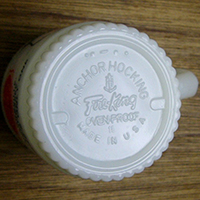 ANCHOR HOCKING
Fire-King
OVEN-PROOF
MADE IN U.S.A.